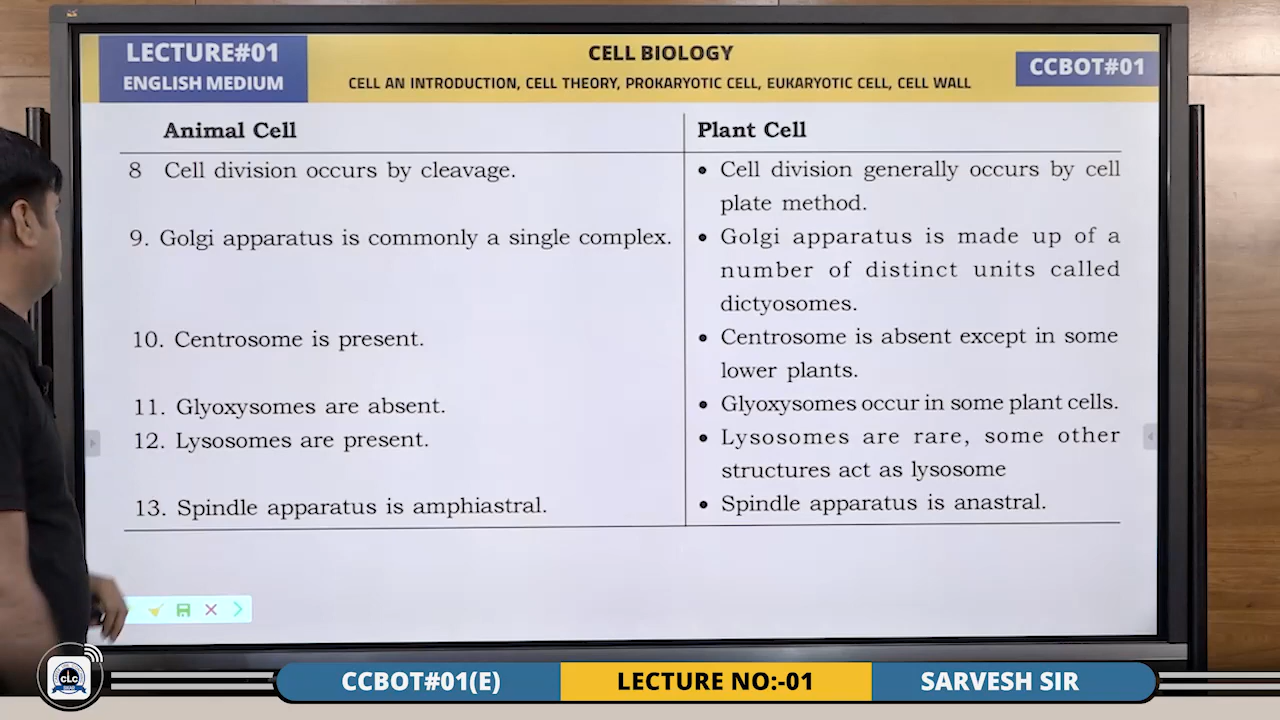 LECTURE#01
ENGLISH MEDIUM
CELL BIOLOGY
CELL AN INTRODUCTION, CELL THEORY, PROKARYOTIC CELL, EUKARYOTIC CELL, CELL WALL
CCBOT#01
Animal Cell
Plant Cell
8 Cell division occurs by cleavage.
• Cell division generally occurs by cell
plate method.
9. Golgi apparatus is commonly a single complex.
• Golgi apparatus is made up of a
number of distinct units called
dictyosomes.
10. Centrosome is present.
• Centrosome is absent except in some
lower plants.
11. Glyoxysomes are absent.
• Glyoxysomes occur in some plant cells.
12. Lysosomes are present.
• Lysosomes are rare, some other
structures act as lysosome
13. Spindle apparatus is amphiastral.
• Spindle apparatus is anastral.
CLC
CCBOT#01(E)
LECTURE NO:-01
SARVESH SIR